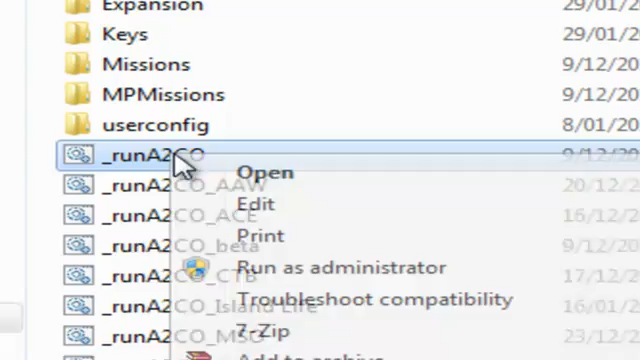 Expansion 29/01/
Keys 29/01/
Missions 9/12/20
MPMissions 9/12/20
userconfig 8/01/20
_runA2CO 9/12/20
Open
_runA2CO_AAW 20/12/2
Edit
_runA2CO_ACE 16/12/2
Print
_runA2CO_beta 9/12/20
Run as administrator
_runA2CO_CTB 17/12/2
Troubleshoot compatibility
_runA2CO_Island Life 16/01/2
7-Zip
_runA2CO_MSO 23/12/2
Add to archive